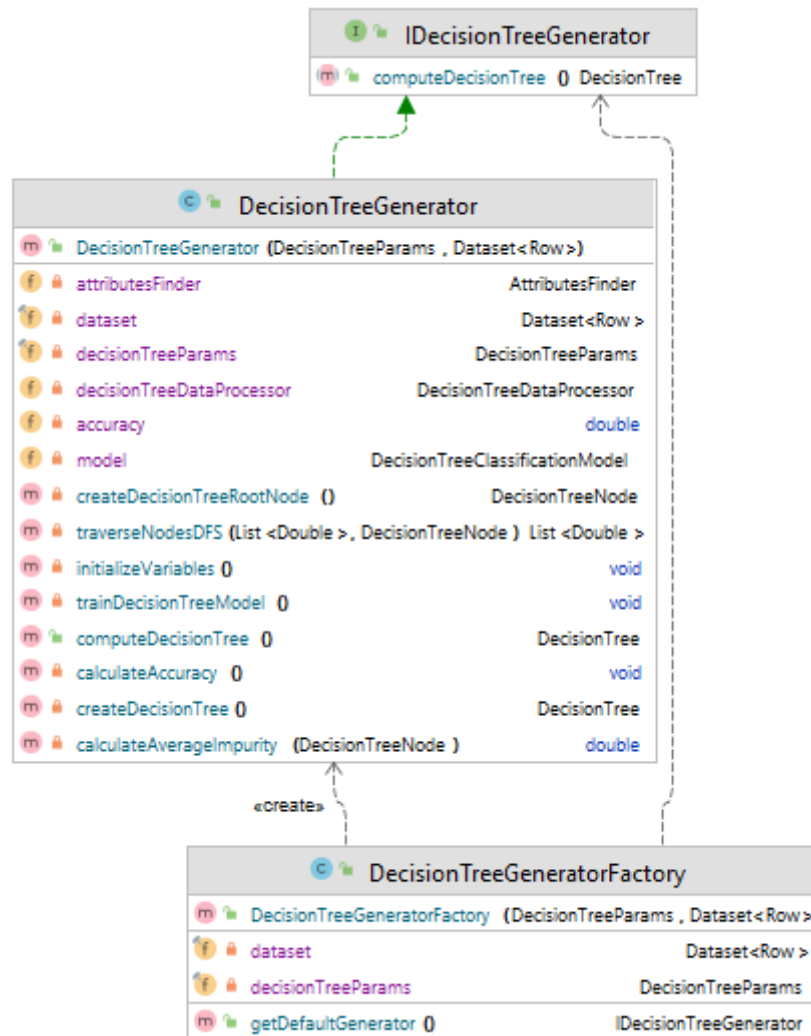 IDecisionTreeGenerator
computeDecisionTree () DecisionTree
DecisionTreeGenerator
DecisionTreeGenerator (DecisionTreeParams , Dataset<Row>)
attributesFinder AttributesFinder
dataset Dataset<Row >
decisionTreeParams DecisionTreeParams
decisionTreeDataProcessor DecisionTreeDataProcessor
accuracy double
model DecisionTreeClassificationModel
createDecisionTreeRootNode () DecisionTreeNode
traverseNodesDFS (List <Double >, DecisionTreeNode ) List <Double >
initializeVariables () void
trainDecisionTreeModel () void
computeDecisionTree () DecisionTree
calculateAccuracy () void
createDecisionTree () DecisionTree
calculateAverageImpurity (DecisionTreeNode ) double
«create»
DecisionTreeGeneratorFactory
DecisionTreeGeneratorFactory (DecisionTreeParams , Dataset<Row>
dataset Dataset<Row >
decisionTreeParams DecisionTreeParams
getDefaultGenerator () IDecisionTreeGenerator